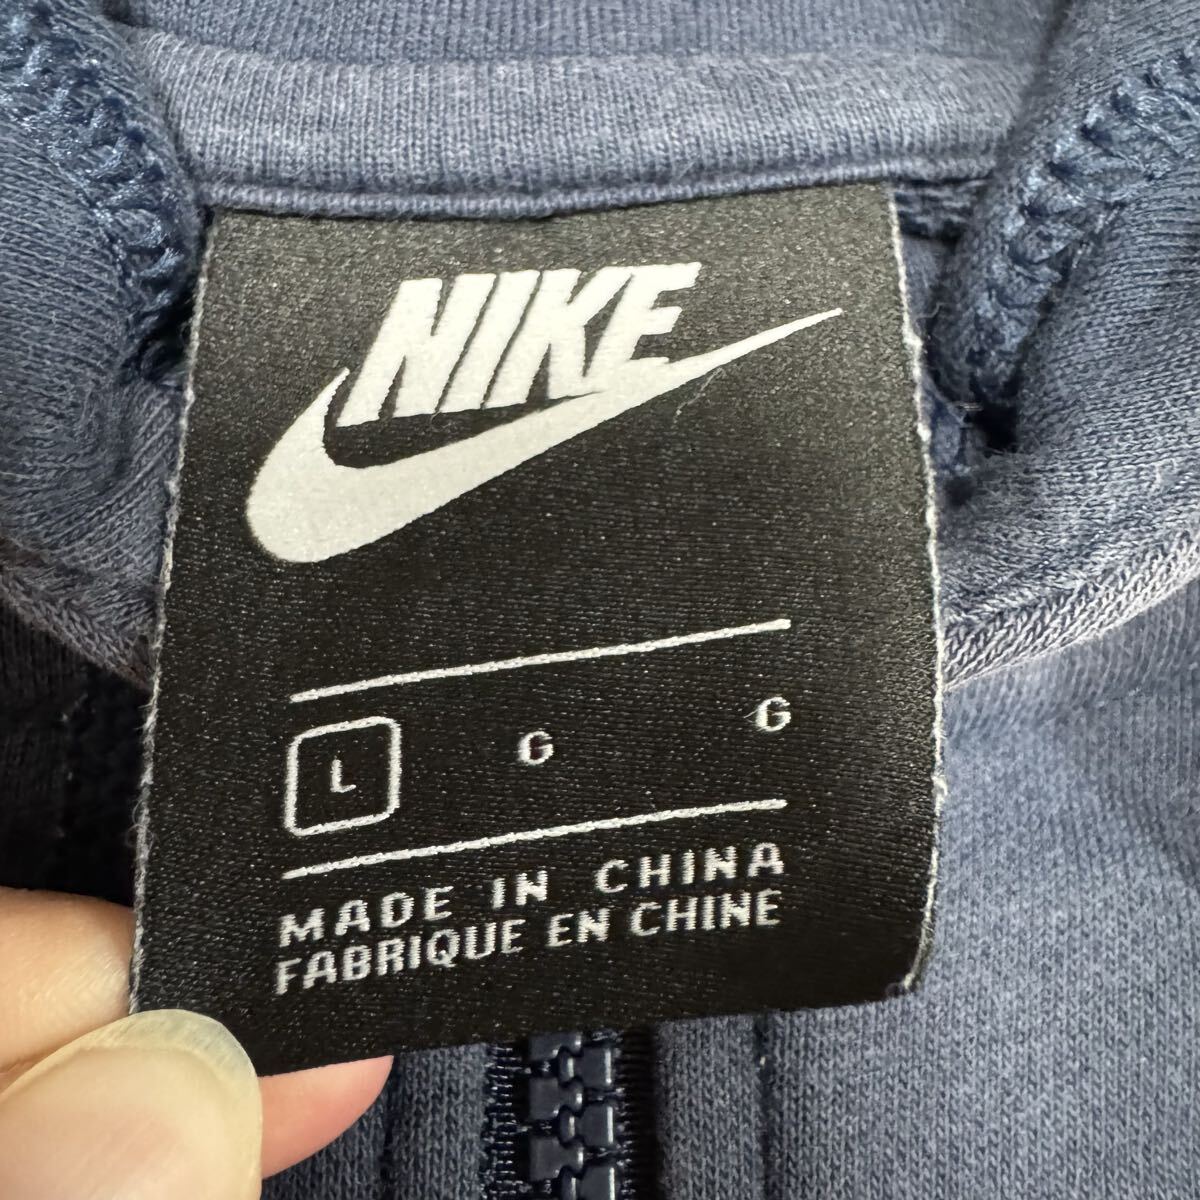 NIKE
L G G
MADE IN CHINA
FABRIQUE EN CHINE